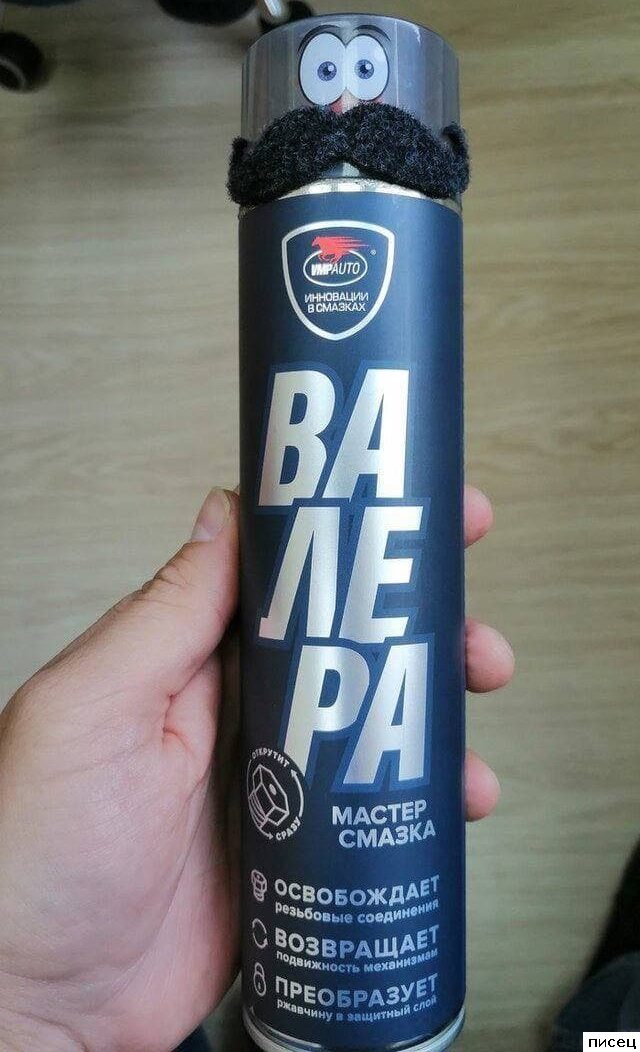 VMPAUTO
ИННОВАЦИИ
В СМАЗКАХ
ВА
ЛЕ
РА
ОТКРУТИТ
СРАЗУ
МАСТЕР
СМАЗКА
ОСВОБОЖДАЕТ
резьбовые соединения
ВОЗВРАЩАЕТ
подвижность механизмам
ПРЕОБРАЗУЕТ
ржавчину в защитный слой
писец